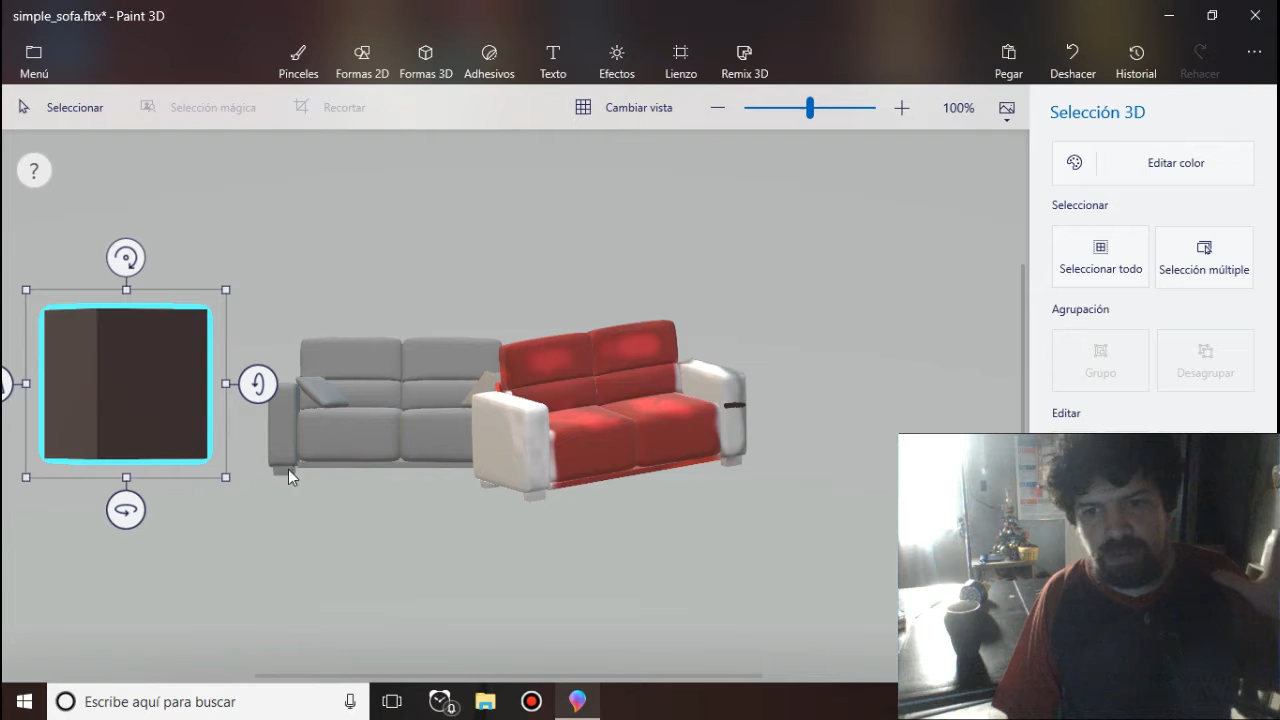 simple_sofa.fbx* - Paint 3D
Menú
Pinceles
Formas 2D
Formas 3D
Adhesivos
Texto
Efectos
Lienzo
Remix 3D
Pegar
Deshacer
Historial
Rehacer
Seleccionar
Selección mágica
Recortar
Cambiar vista
100%
Selección 3D
?
Editar color
Seleccionar
Seleccionar todo
Selección múltiple
Agrupación
Grupo
Desagrupar
Editar
Escribe aquí para buscar